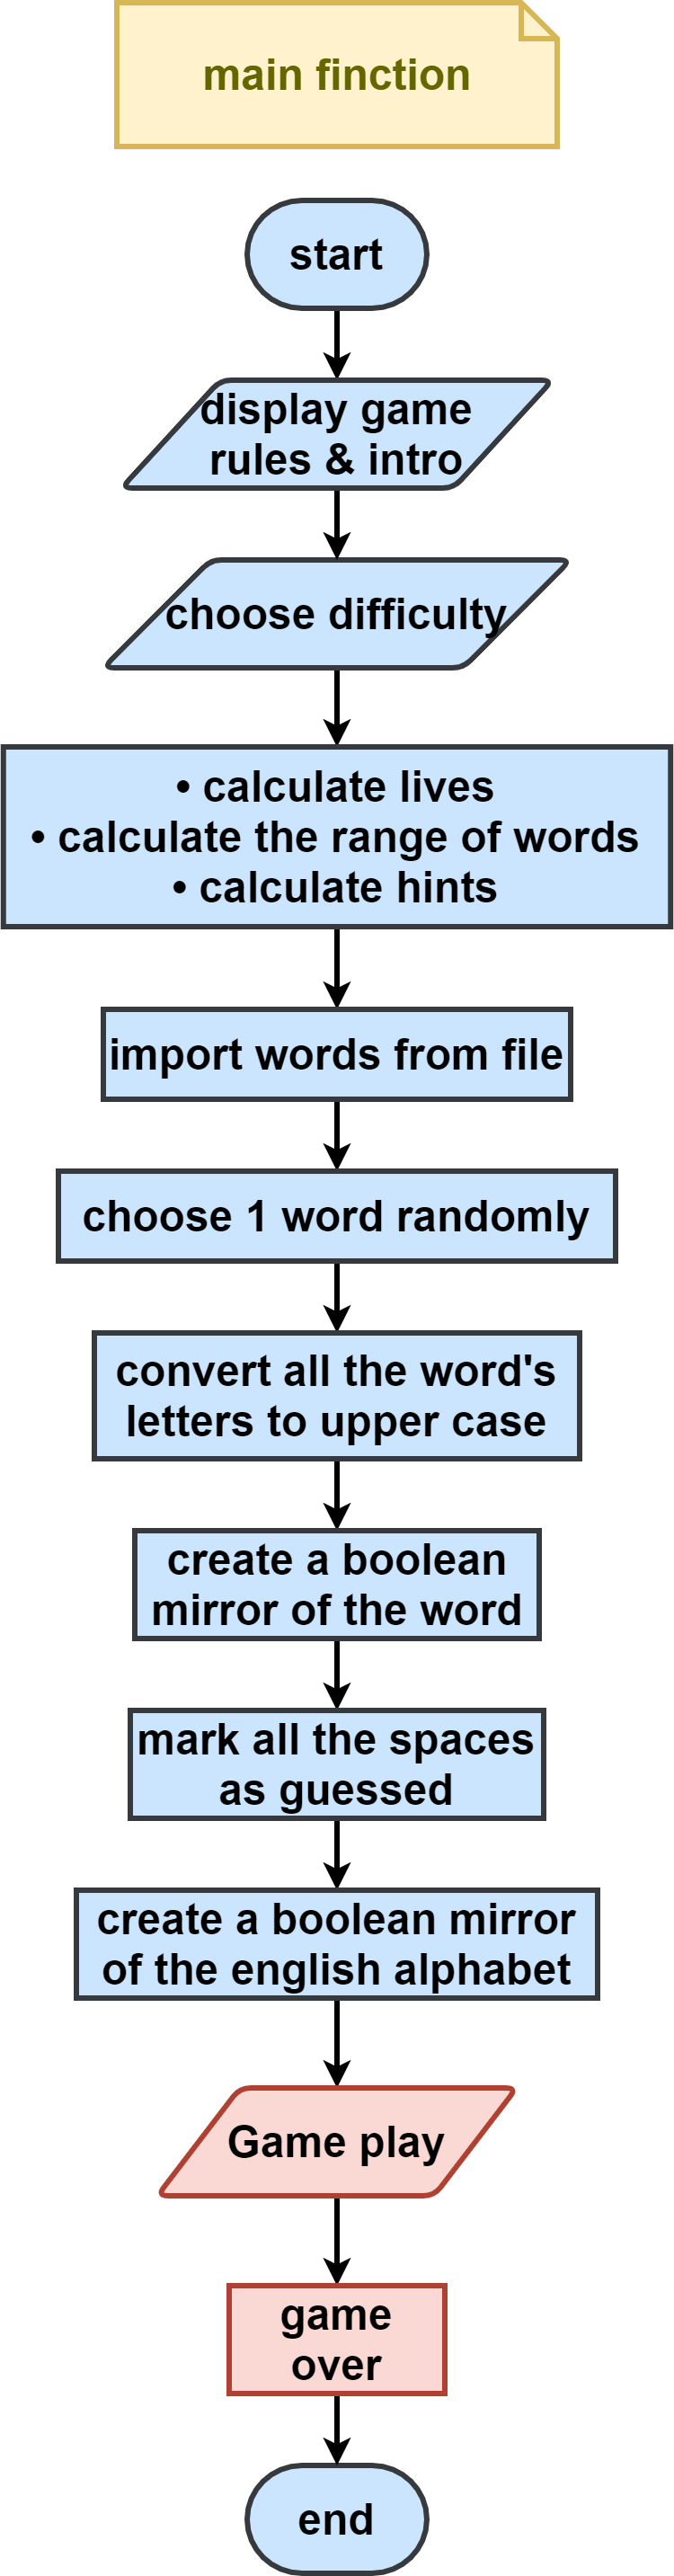 main finction
start
display game
rules & intro
choose difficulty
• calculate lives
• calculate the range of words
• calculate hints
import words from file
choose 1 word randomly
convert all the word's
letters to upper case
create a boolean
mirror of the word
mark all the spaces
as guessed
create a boolean mirror
of the english alphabet
Game play
game
over
end